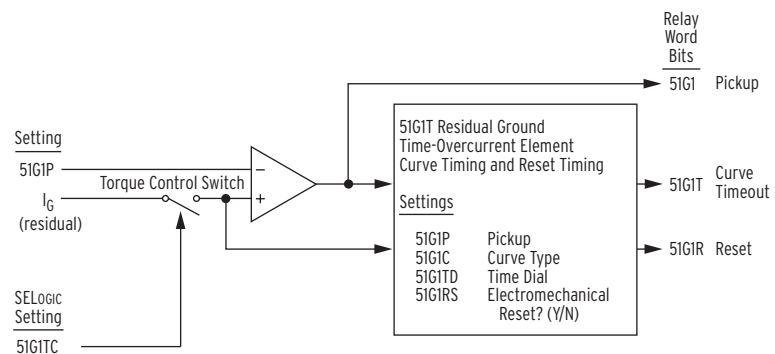 Relay
Word
Bits
51G1 Pickup
Setting
51G1P
−
Torque Control Switch
IG
(residual)
+
51G1T Residual Ground
Time-Overcurrent Element
Curve Timing and Reset Timing
Settings
51G1P Pickup
51G1C Curve Type
51G1TD Time Dial
51G1RS Electromechanical
Reset? (Y/N)
51G1T Curve
Timeout
51G1R Reset
SELOGIC
Setting
51G1TC